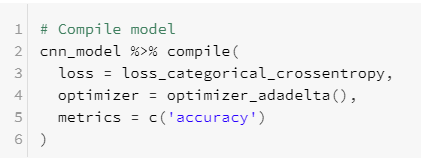 1 # Compile model
2 cnn_model %>% compile(
3   loss = loss_categorical_crossentropy,
4   optimizer = optimizer_adadelta(),
5   metrics = c('accuracy')
6 )